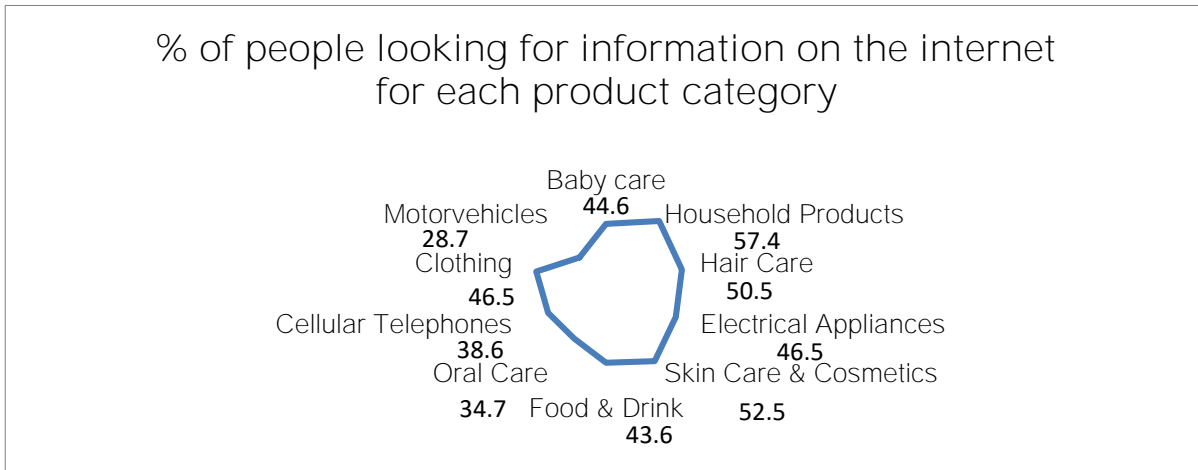 % of people looking for information on the internet
for each product category
Baby care
44.6
Motorvehicles
28.7
Household Products
57.4
Clothing
46.5
Hair Care
50.5
Cellular Telephones
38.6
Electrical Appliances
46.5
Oral Care
34.7
Skin Care & Cosmetics
52.5
Food & Drink
43.6